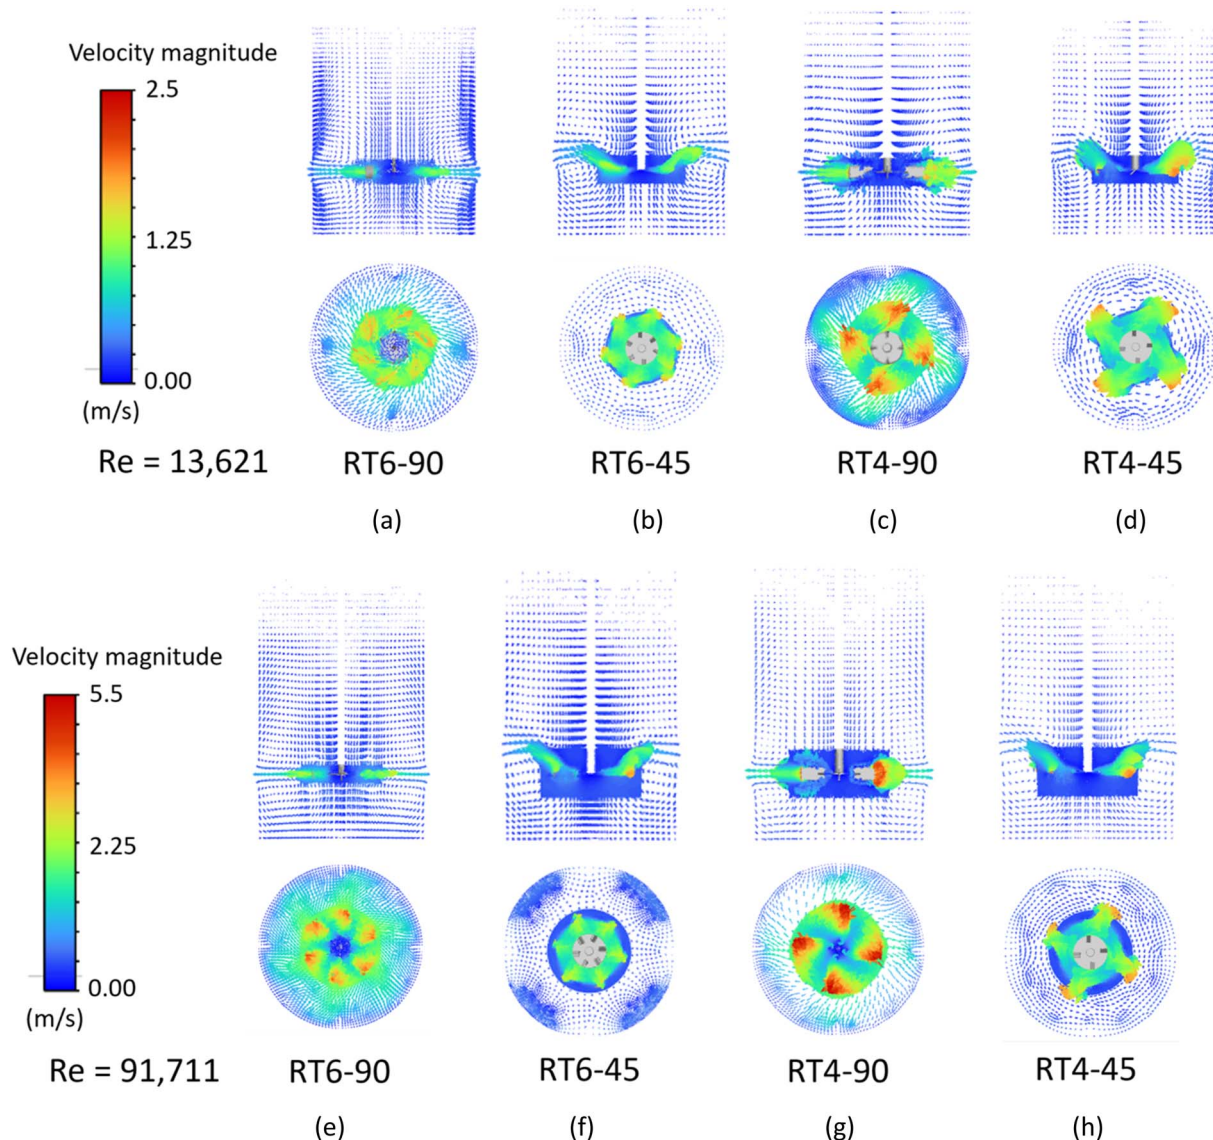 Velocity magnitude
2.5
1.25
0.00
(m/s)
Re = 13,621
RT6-90
RT6-45
RT4-90
RT4-45
(a)
(b)
(c)
(d)
Velocity magnitude
5.5
2.25
0.00
(m/s)
Re = 91,711
RT6-90
RT6-45
RT4-90
RT4-45
(e)
(f)
(g)
(h)